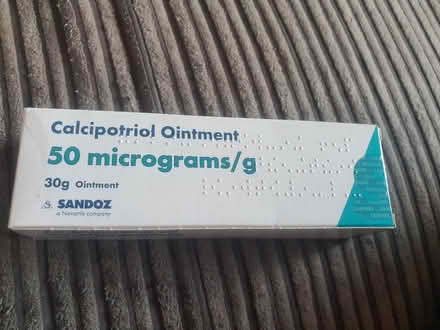 Calcipotriol Ointment
50 micrograms/g
30g Ointment
SANDOZ
a Novartis company